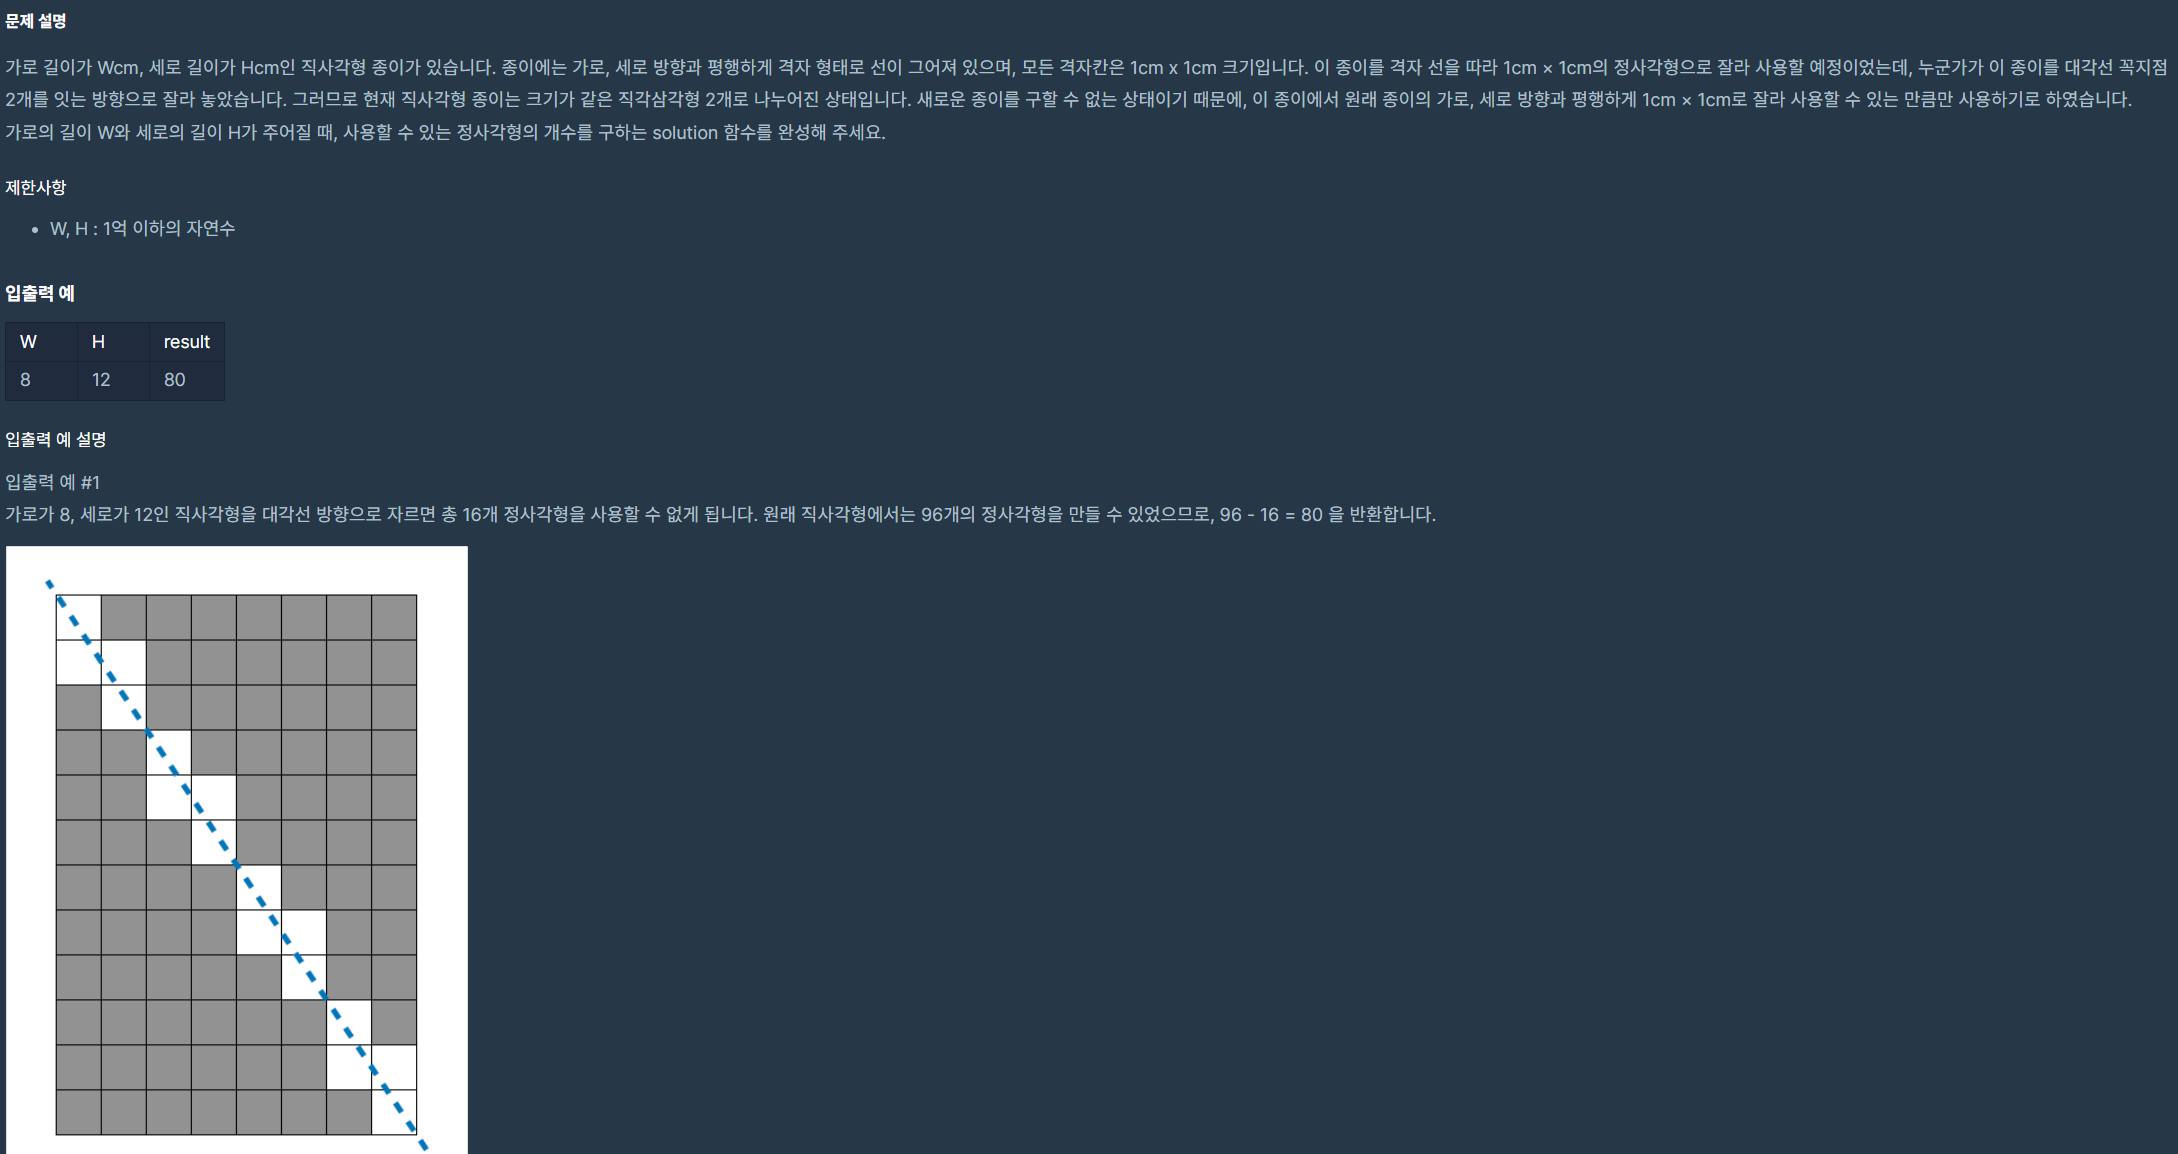 문제 설명
가로 길이가 Wcm, 세로 길이가 Hcm인 직사각형 종이가 있습니다. 종이에는 가로, 세로 방향과 평행하게 격자 형태로 선이 그어져 있으며, 모든 격자칸은 1cm x 1cm 크기입니다. 이 종이를 격자 선을 따라 1cm × 1cm의 정사각형으로 잘라 사용할 예정이었는데, 누군가가 이 종이를 대각선 꼭지점
2개를 잇는 방향으로 잘라 놓았습니다. 그러므로 현재 직사각형 종이는 크기가 같은 직각삼각형 2개로 나누어진 상태입니다. 새로운 종이를 구할 수 없는 상태이기 때문에, 이 종이에서 원래 종이의 가로, 세로 방향과 평행하게 1cm × 1cm로 잘라 사용할 수 있는 만큼만 사용하기로 하였습니다.
가로의 길이 W와 세로의 길이 H가 주어질 때, 사용할 수 있는 정사각형의 개수를 구하는 solution 함수를 완성해 주세요.
제한사항
• W, H : 1억 이하의 자연수
입출력 예
W H result
8 12 80
입출력 예 설명
입출력 예 #1
가로가 8, 세로가 12인 직사각형을 대각선 방향으로 자르면 총 16개 정사각형을 사용할 수 없게 됩니다. 원래 직사각형에서는 96개의 정사각형을 만들 수 있었으므로, 96 - 16 = 80 을 반환합니다.